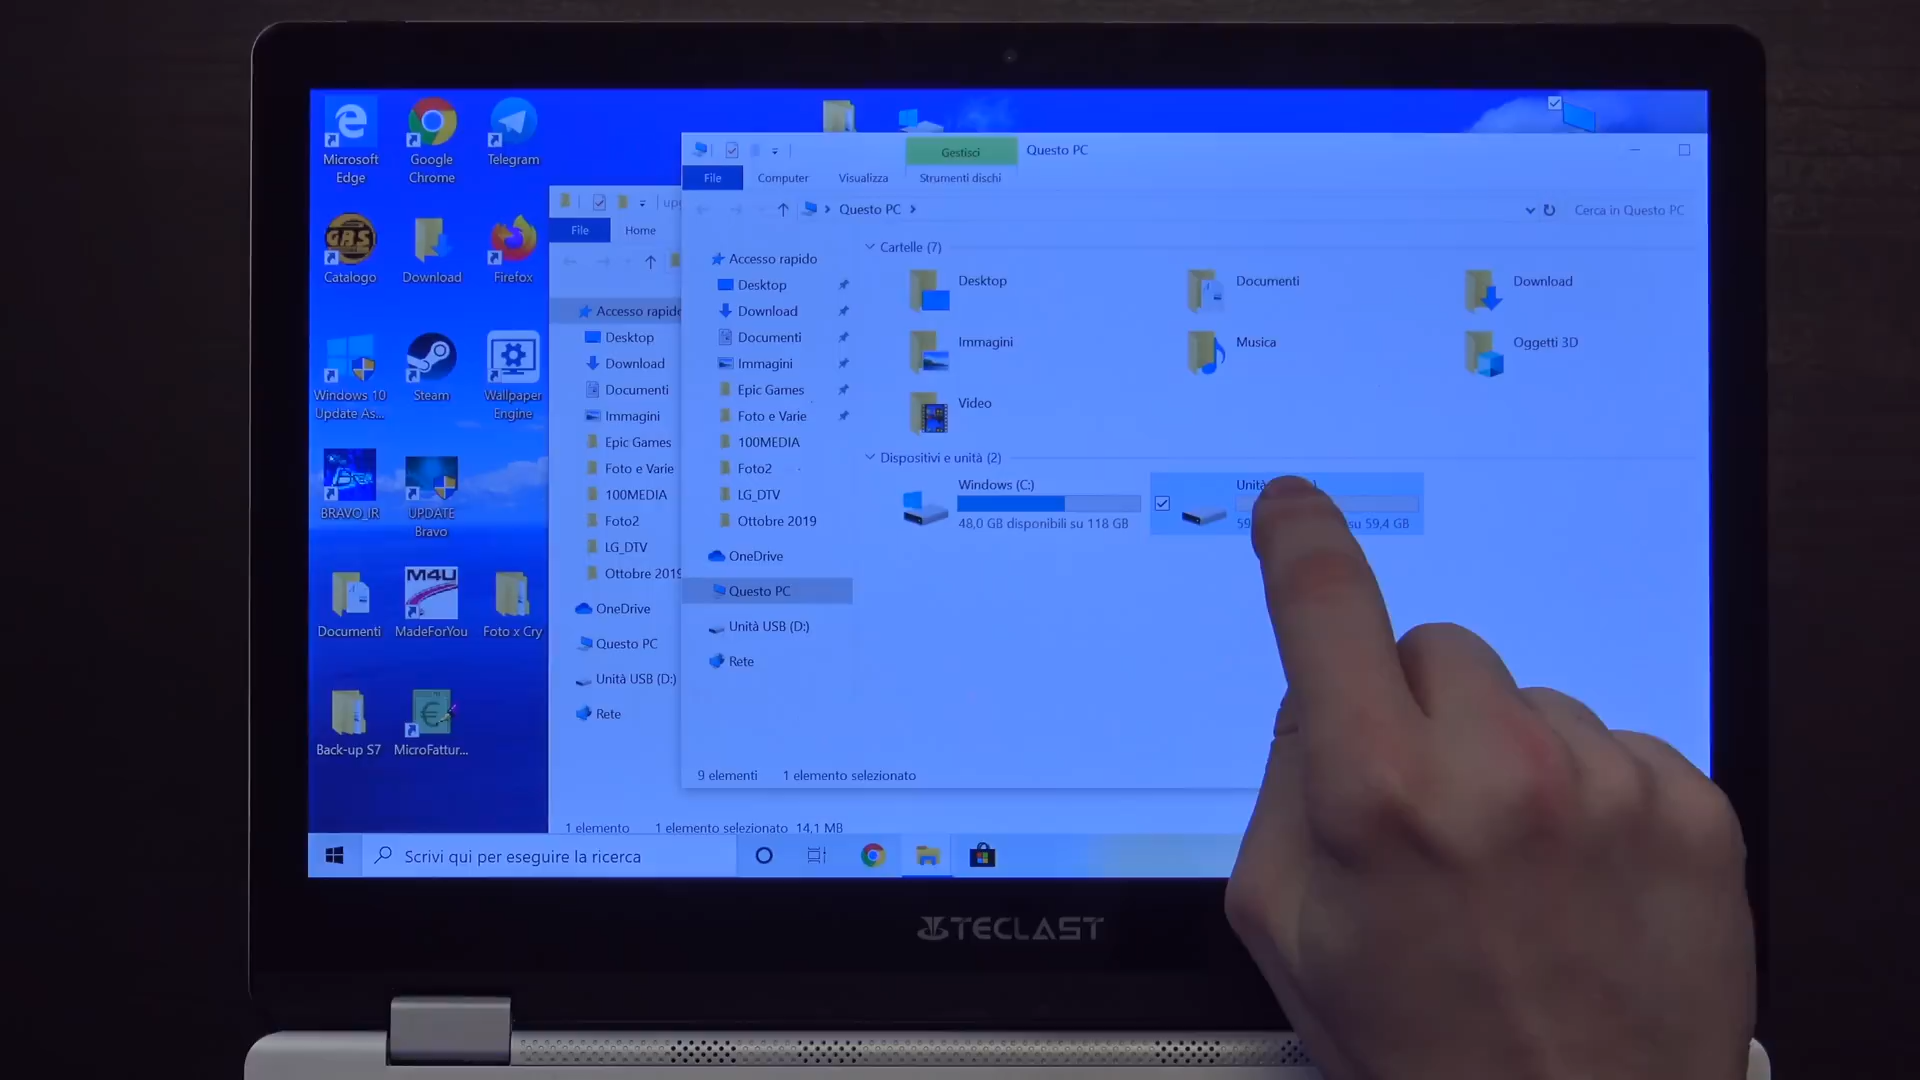 Microsoft
Edge
Google
Chrome
Telegram
Catalogo
Download
Firefox
Windows 10
Update As...
Steam
Wallpaper
Engine
BRAVO_JR
UPDATE
Bravo
Documenti
M4U
MadeForYou
Foto x Cry
Back-up S7
MicroFattur...
File
Home
Accesso rapido
Desktop
Download
Documenti
Immagini
Epic Games
Foto e Varie
100MEDIA
Foto2
LG_DTV
Ottobre 2019
OneDrive
Questo PC
Unità USB (D:)
Rete
1 elemento
1 elemento selezionato 14,1 MB
Gestisci
Questo PC
File
Computer
Visualizza
Strumenti dischi
Questo PC
Cerca in Questo PC
Accesso rapido
Desktop
Download
Documenti
Immagini
Epic Games
Foto e Varie
100MEDIA
Foto2
LG_DTV
Ottobre 2019
OneDrive
Questo PC
Unità USB (D:)
Rete
Cartelle (7)
Desktop
Documenti
Download
Immagini
Musica
Oggetti 3D
Video
Dispositivi e unità (2)
Windows (C:)
48,0 GB disponibili su 118 GB
Unità
su 59,4 GB
9 elementi
1 elemento selezionato
Scrivi qui per eseguire la ricerca
TECLAST